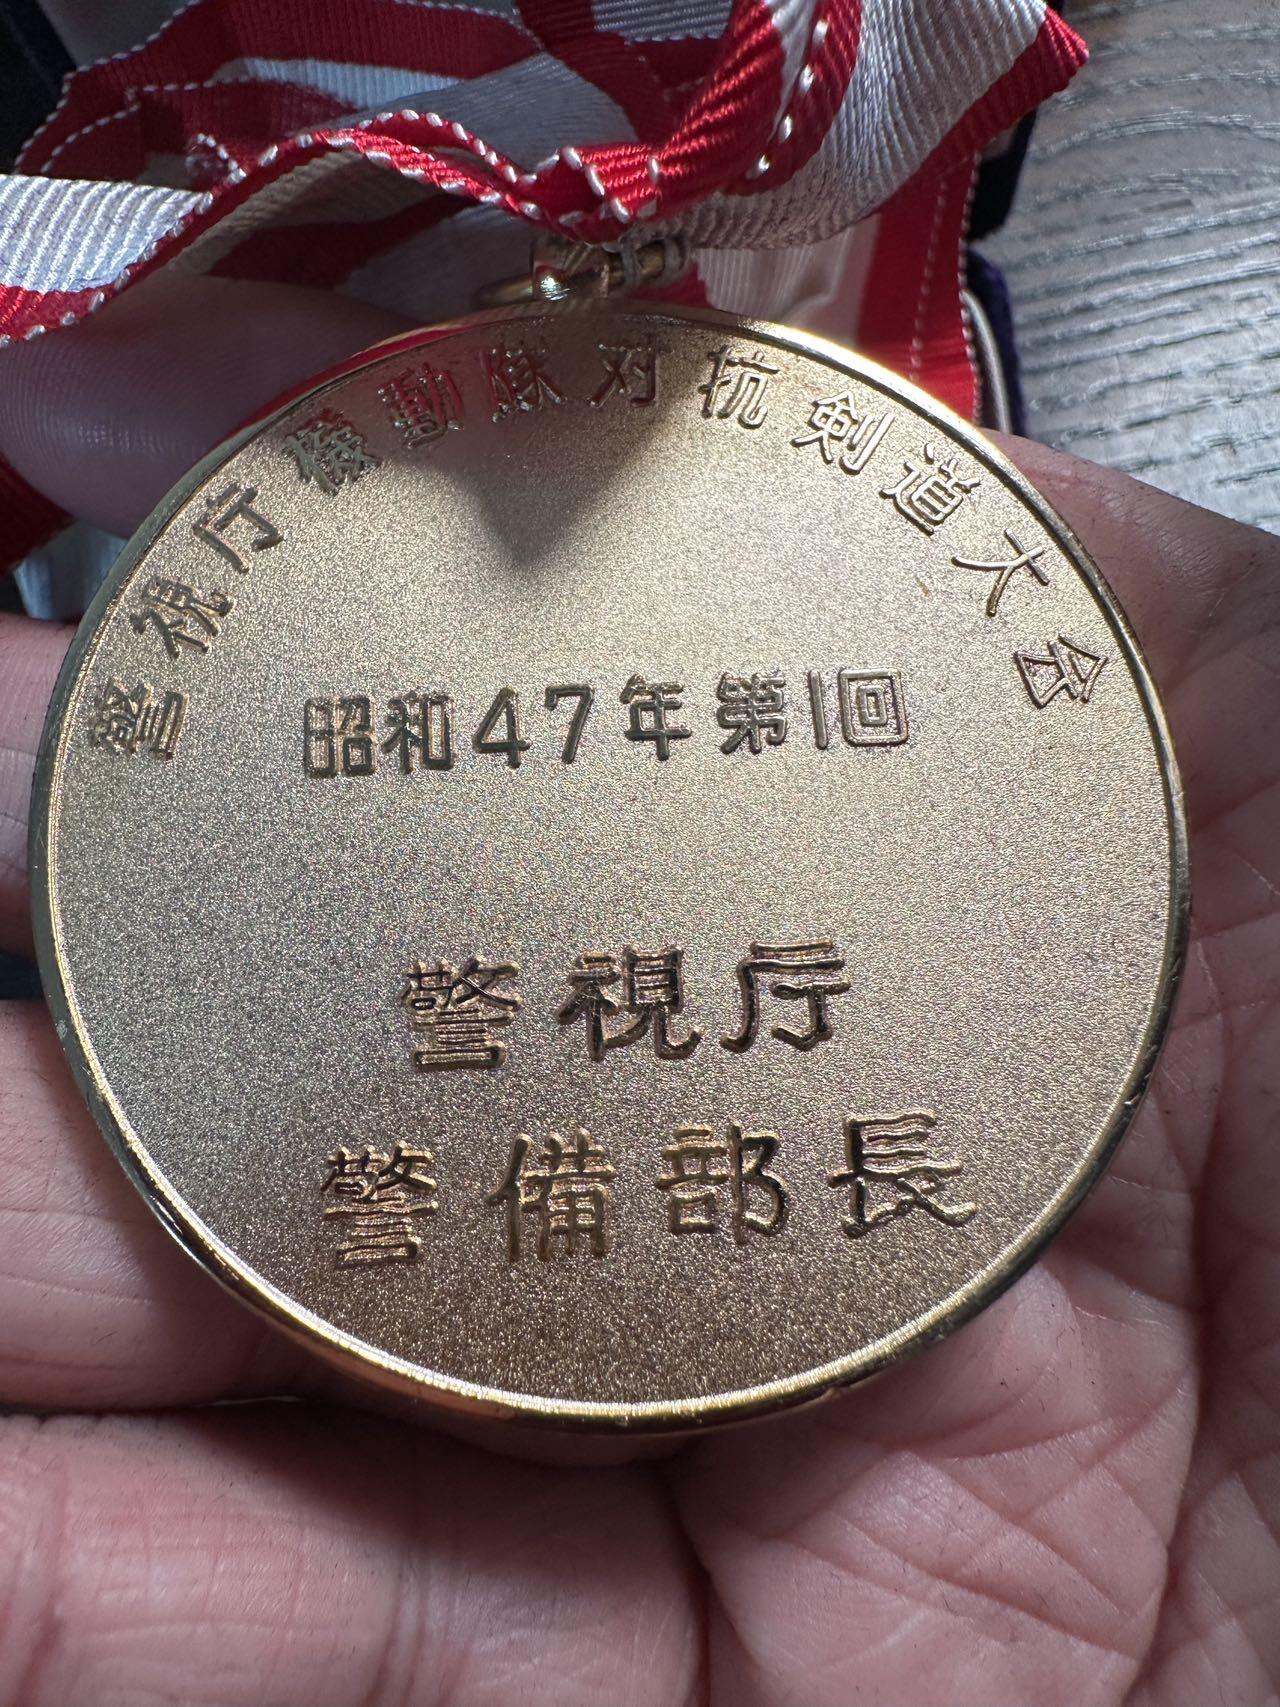 警視庁機動隊対抗剣道大会
昭和47年第1回
警視庁
警備部長